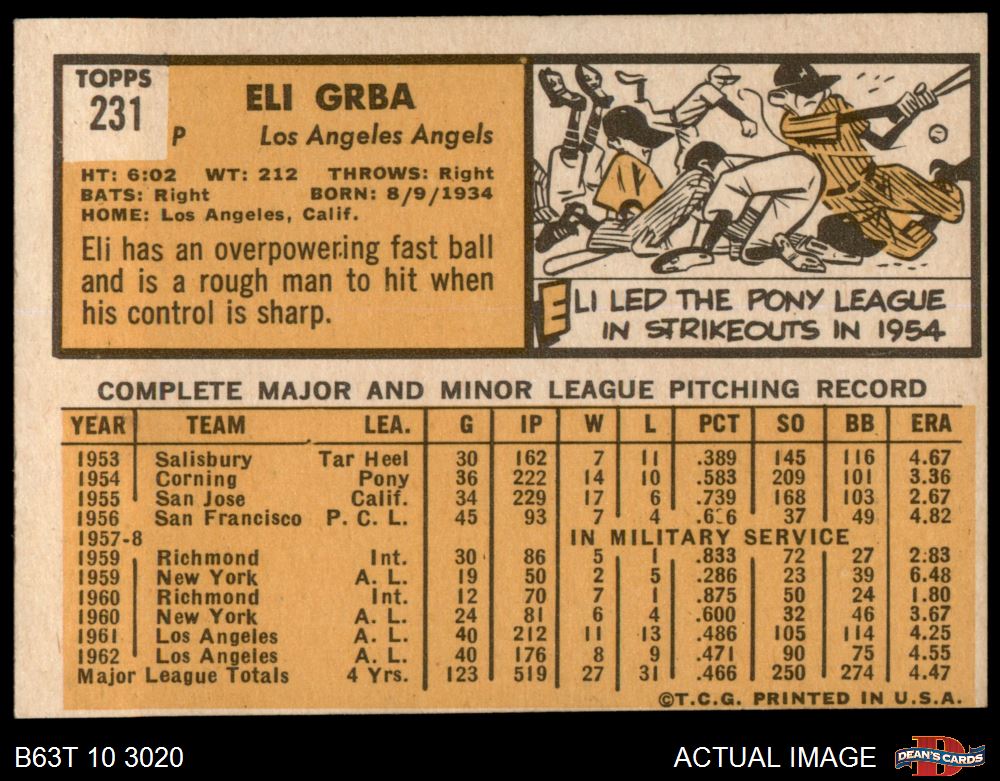 TOPPS
231
ELI GRBA
P Los Angeles Angels
HT: 6:02 WT: 212 THROWS: Right
BATS: Right BORN: 8/9/1934
HOME: Los Angeles, Calif.
Eli has an overpowering fast ball
and is a rough man to hit when
his control is sharp.
ELI LED THE PONY LEAGUE
IN STRIKEOUTS IN 1954
COMPLETE MAJOR AND MINOR LEAGUE PITCHING RECORD
YEAR TEAM LEA. G IP W L PCT SO BB ERA
1953 Salisbury Tar Heel 30 162 7 11 .389 145 116 4.67
1954 Corning Pony 36 222 14 10 .583 209 101 3.36
1955 San Jose Calif. 34 229 17 6 .739 168 103 2.67
1956 San Francisco P. C. L. 45 93 7 4 37 49 4.82
1957-8 IN MILITARY SERVICE
1959 Richmond Int. 30 86 5 1 .833 72 27 2.83
1959 New York A. L. 19 50 2 5 .286 23 39 6.48
1960 Richmond Int. 12 70 7 1 .875 50 24 1.80
1960 New York A. L. 24 81 6 4 .600 32 46 3.67
1961 Los Angeles A. L. 40 212 11 13 .486 105 114 4.25
1962 Los Angeles A. L. 40 176 8 9 .471 90 75 4.55
Major League Totals 4 Yrs. 123 519 27 31 .466 250 274 4.47
©T.C.G. PRINTED IN U.S.A.
B63T 10 3020 ACTUAL IMAGE DEAN'S CARDS